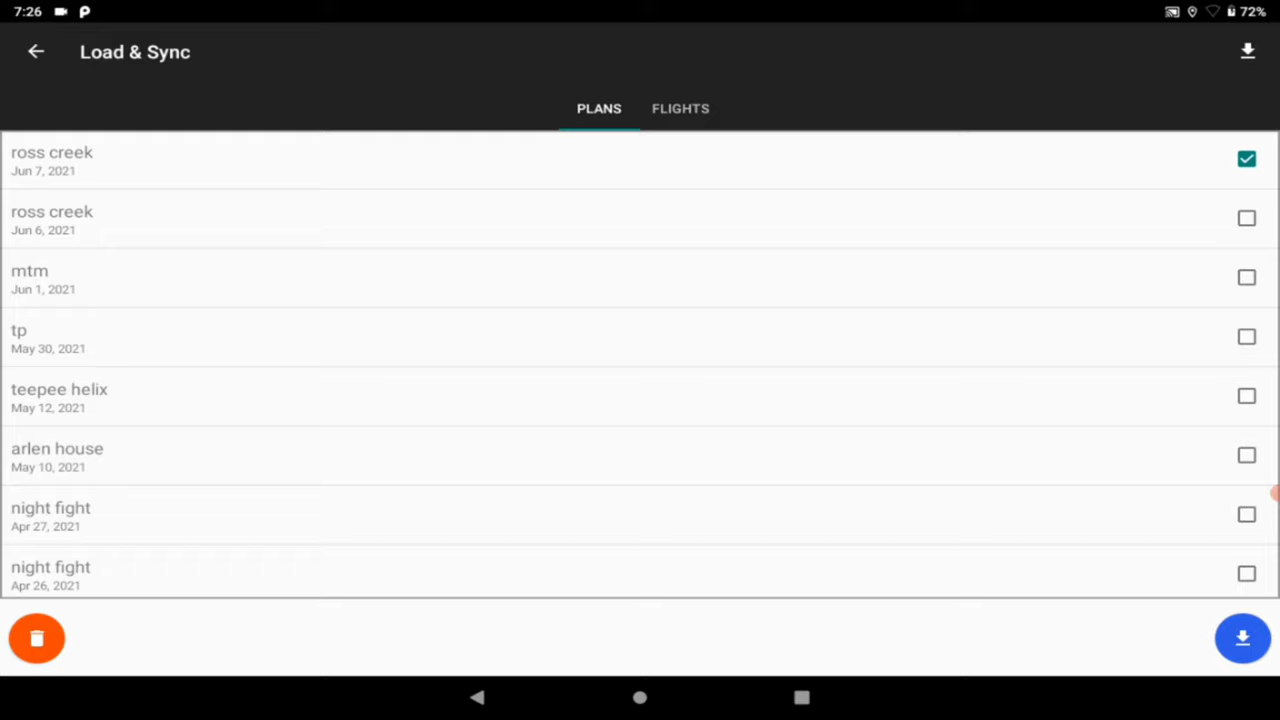 7:26
72%
Load & Sync
PLANS
FLIGHTS
ross creek
Jun 7, 2021
ross creek
Jun 6, 2021
mtm
Jun 1, 2021
tp
May 30, 2021
teepee helix
May 12, 2021
arlen house
May 10, 2021
night fight
Apr 27, 2021
night fight
Apr 26, 2021